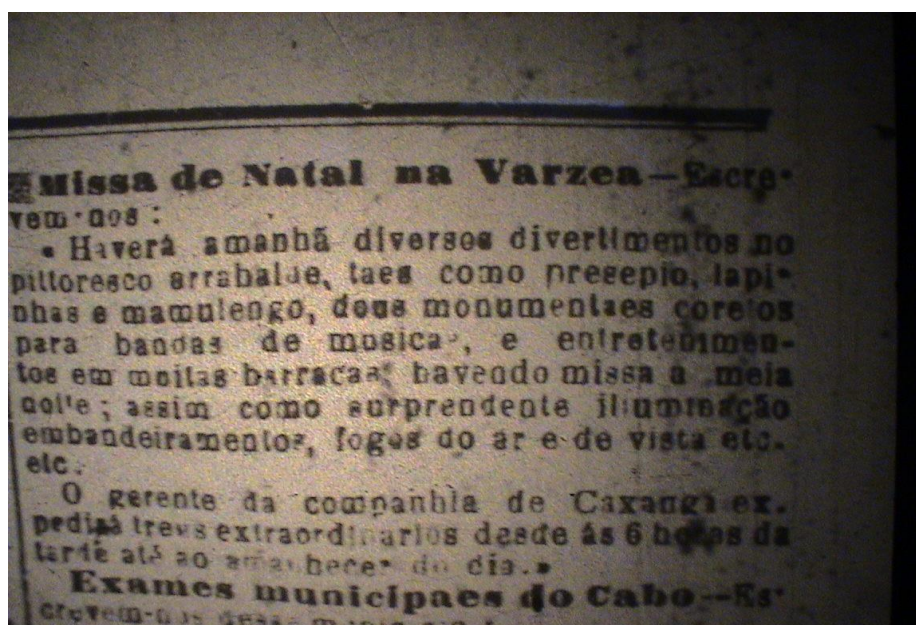 Missa de Natal na Varzea—Escre-
vem-nos:
« Haverá amanhã diversos divertimentos no
pittoresco arrabalde, taes como presepio, lapi-
nhas e mamulengo, dous monumentaes coretos
para bandas de musica, e entretenimen-
tos em muitas barracas, havendo missa a meia
noite; assim como surprendente illuminação
embandeiramentos, fogos do ar e de vista etc.
etc.
O gerente da companhia de Caxangá ex-
pedirá trens extraordinarios desde ás 6 horas da
tarde até ao amanhecer do dia.»
Exames municipaes do Cabo—Es-
crevem-nos